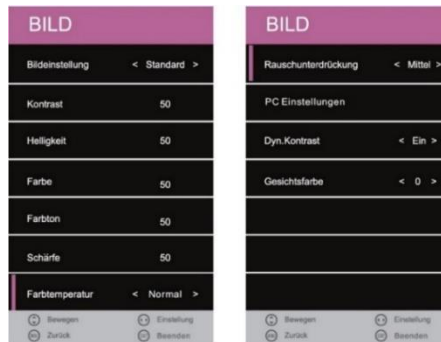 BILD
Bildeinstellung < Standard >
Kontrast 50
Helligkeit 50
Farbe 50
Farbton 50
Schärfe 50
Farbtemperatur < Normal >
Bewegen Einstellung
Zurück Beenden
BILD
Rauschunterdrückung < Mittel >
PC Einstellungen
Dyn.Kontrast < Ein >
Gesichtsfarbe < 0 >
Bewegen Einstellung
Zurück Beenden